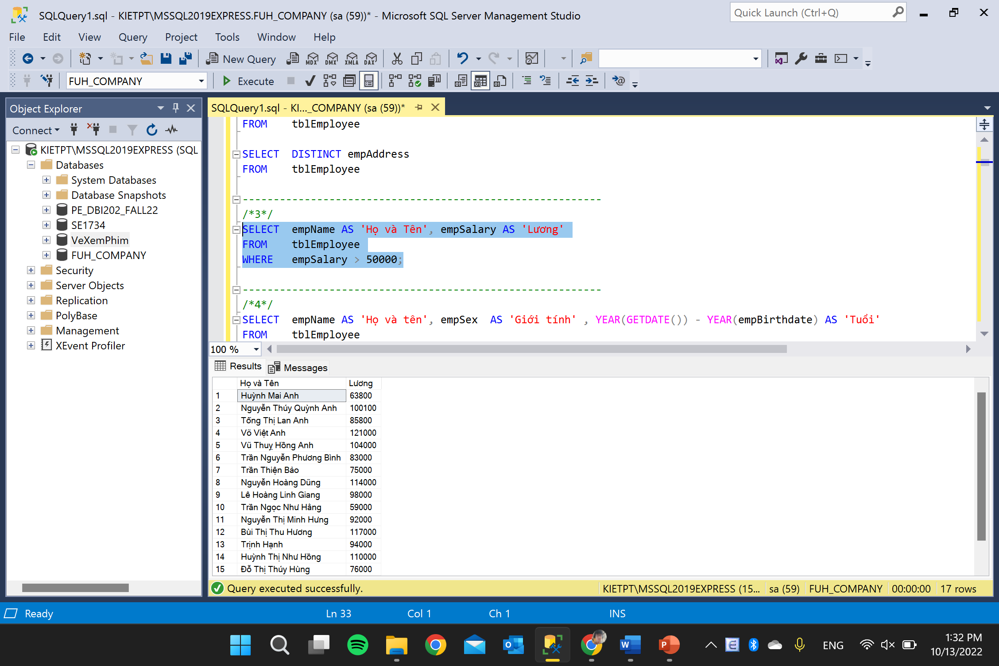 SQLQuery1.sql - KIETPT\MSSQL2019EXPRESS.FUH_COMPANY (sa (59))* - Microsoft SQL Server Management Studio
Quick Launch (Ctrl+Q)
File Edit View Query Project Tools Window Help
New Query MDX DMX XMLA DAX
FUH_COMPANY Execute
Object Explorer
Connect
KIETPT\MSSQL2019EXPRESS (SQL
Databases
System Databases
Database Snapshots
PE_DBI202_FALL22
SE1734
VeXemPhim
FUH_COMPANY
Security
Server Objects
Replication
PolyBase
Management
XEvent Profiler
SQLQuery1.sql - KI..._COMPANY (sa (59))*
FROM tblEmployee
SELECT DISTINCT empAddress
FROM tblEmployee
----------------------------------------------------------
/*3*/
SELECT empName AS 'Họ và Tên', empSalary AS 'Lương'
FROM tblEmployee
WHERE empSalary > 50000;
----------------------------------------------------------
/*4*/
SELECT empName AS 'Họ và tên', empSex AS 'Giới tính' , YEAR(GETDATE()) - YEAR(empBirthdate) AS 'Tuổi'
FROM tblEmployee
100 %
Results Messages
Họ và Tên Lương
1 Huỳnh Mai Anh 63800
2 Nguyễn Thúy Quỳnh Anh 100100
3 Tống Thị Lan Anh 85800
4 Võ Việt Anh 121000
5 Vũ Thuỵ Hồng Anh 104000
6 Trần Nguyễn Phương Bình 83000
7 Trần Thiện Bảo 75000
8 Nguyễn Hoàng Dũng 114000
9 Lê Hoàng Linh Giang 98000
10 Trần Ngọc Như Hằng 59000
11 Nguyễn Thị Minh Hưng 92000
12 Bùi Thị Thu Hương 117000
13 Trịnh Hạnh 94000
14 Huỳnh Thị Như Hồng 110000
15 Đỗ Thị Thúy Hùng 76000
Query executed successfully. KIETPT\MSSQL2019EXPRESS (15... sa (59) FUH_COMPANY 00:00:00 17 rows
Ready Ln 33 Col 1 Ch 1 INS
ENG
1:32 PM
10/13/2022